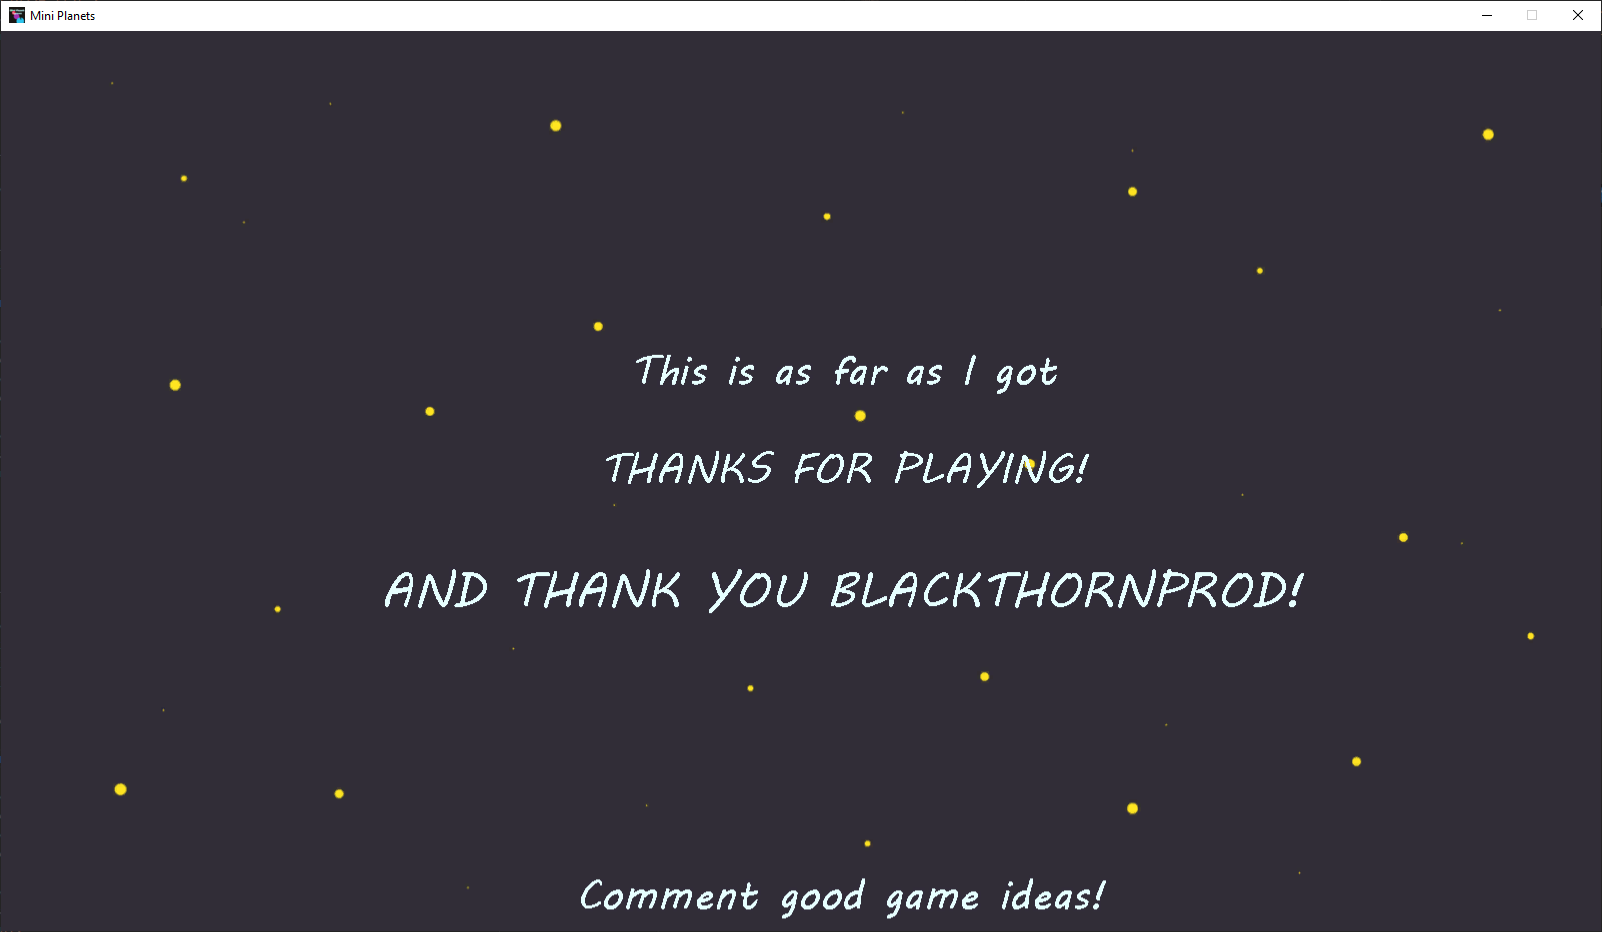 Mini Planets
This is as far as I got
THANKS FOR PLAYING!
AND THANK YOU BLACKTHORNPROD!
Comment good game ideas!